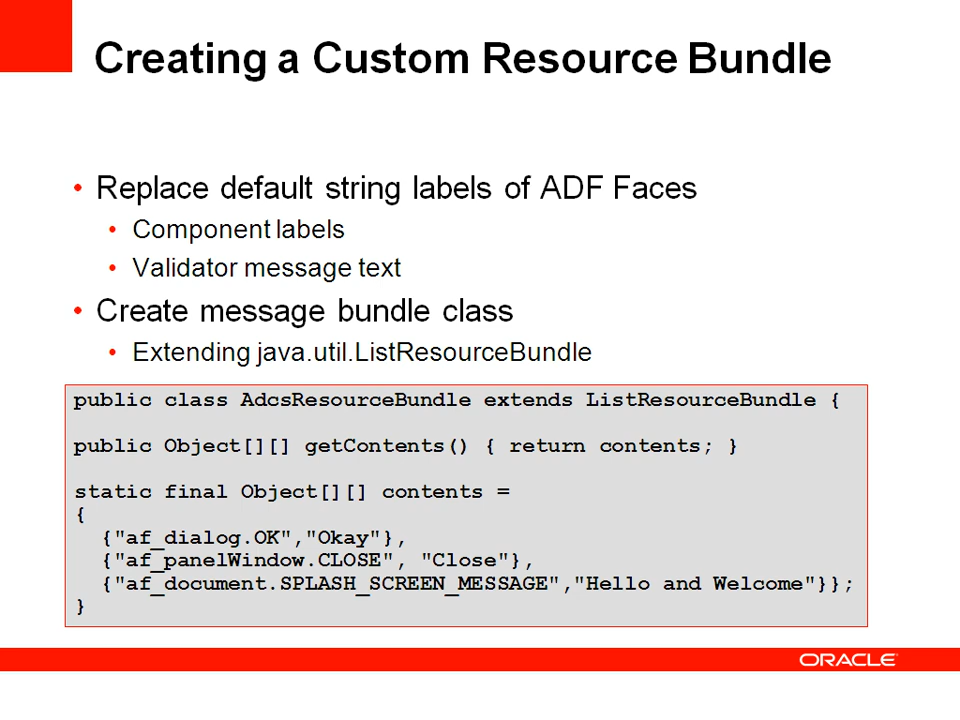 Creating a Custom Resource Bundle
• Replace default string labels of ADF Faces
• Component labels
• Validator message text
• Create message bundle class
• Extending java.util.ListResourceBundle
public class AdcsResourceBundle extends ListResourceBundle {
public Object[][] getContents() { return contents; }
static final Object[][] contents =
{
{"af_dialog.OK","Okay"},
{"af_panelWindow.CLOSE", "Close"},
{"af_document.SPLASH_SCREEN_MESSAGE","Hello and Welcome"}};
}
ORACLE